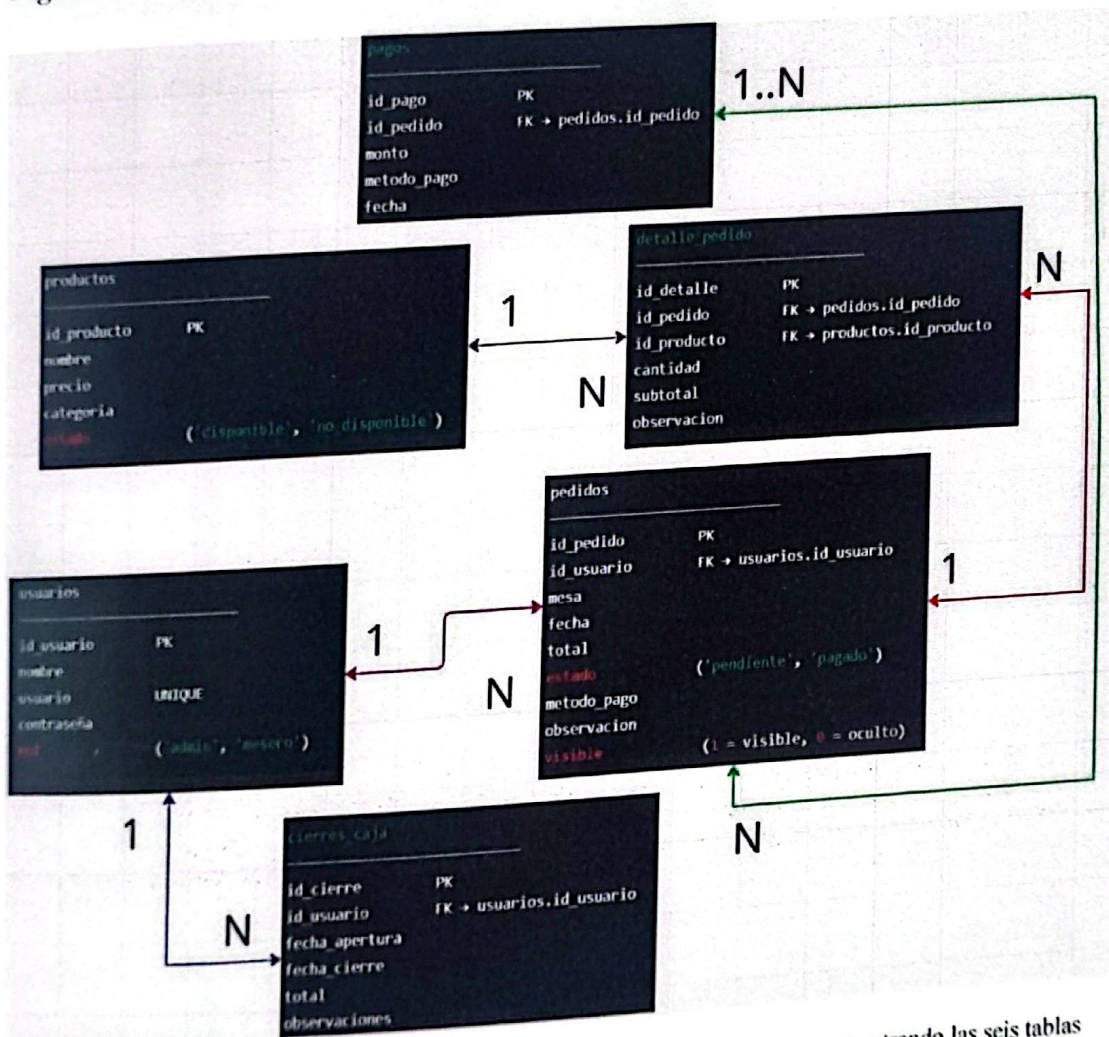 pagos
id_pago PK
id_pedido FK → pedidos.id_pedido
monto
metodo_pago
fecha
1..N
productos
id_producto PK
nombre
precio
categoria
estado ('disponible', 'no_disponible')
1
N
detalle_pedido
id_detalle PK
id_pedido FK → pedidos.id_pedido
id_producto FK → productos.id_producto
cantidad
subtotal
observacion
N
pedidos
id_pedido PK
id_usuario FK → usuarios.id_usuario
mesa
fecha
total
estado ('pendiente', 'pagado')
metodo_pago
observacion
visible (1 = visible, 0 = oculto)
1
N
usuarios
id_usuario PK
nombre
usuario UNIQUE
contraseña
('admin', 'mesero')
1
N
1
N
cierres_caja
id_cierre PK
id_usuario FK → usuarios.id_usuario
fecha_apertura
fecha_cierre
total
observaciones
las seis tablas